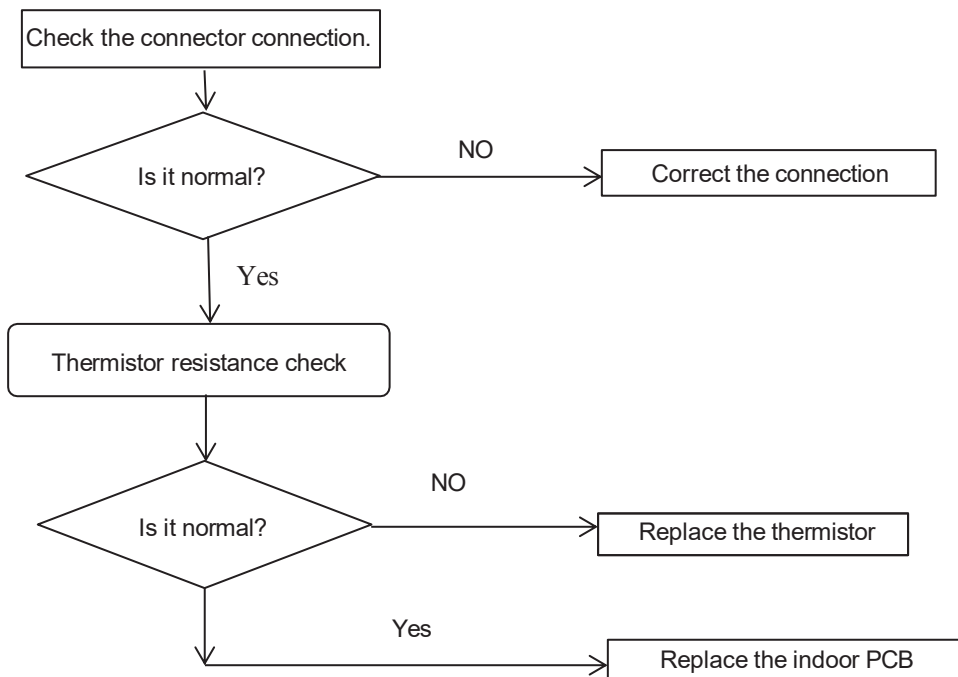 Check the connector connection.
Is it normal?
NO
Correct the connection
Yes
Thermistor resistance check
Is it normal?
NO
Replace the thermistor
Yes
Replace the indoor PCB